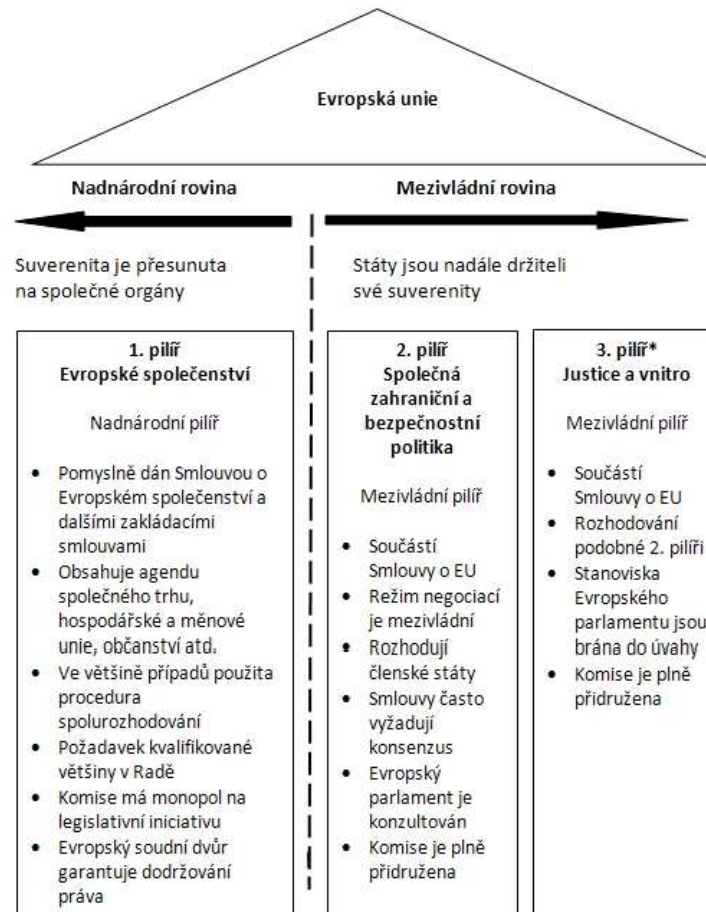 Evropská unie
Nadnárodní rovina
Mezivládní rovina
Suverenita je přesunuta
na společné orgány
Státy jsou nadále držiteli
své suverenity
1. pilíř
Evropské společenství
Nadnárodní pilíř
• Pomyslně dán Smlouvou o
Evropském společenství a
dalšími zakládacími
smlouvami
• Obsahuje agendu
společného trhu,
hospodářské a měnové
unie, občanství atd.
• Ve většině případů použita
procedura
spolurozhodování
• Požadavek kvalifikované
většiny v Radě
• Komise má monopol na
legislativní iniciativu
• Evropský soudní dvůr
garantuje dodržování
práva
2. pilíř
Společná
zahraniční a
bezpečnostní
politika
Mezivládní pilíř
• Součástí
Smlouvy o EU
• Režim negociací
je mezivládní
• Rozhodují
členské státy
• Smlouvy často
vyžadují
konsenzus
• Evropský
parlament je
konzultován
• Komise je plně
přidružena
3. pilíř*
Justice a vnitro
Mezivládní pilíř
• Součástí
Smlouvy o EU
• Rozhodování
podobné 2. pilíři
• Stanoviska
Evropského
parlamentu jsou
brána do úvahy
• Komise je plně
přidružena